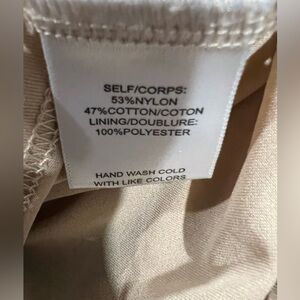 SELF/CORPS:
53%NYLON
47%COTTON/COTON
LINING/DOUBLURE:
100%POLYESTER
HAND WASH COLD
WITH LIKE COLORS